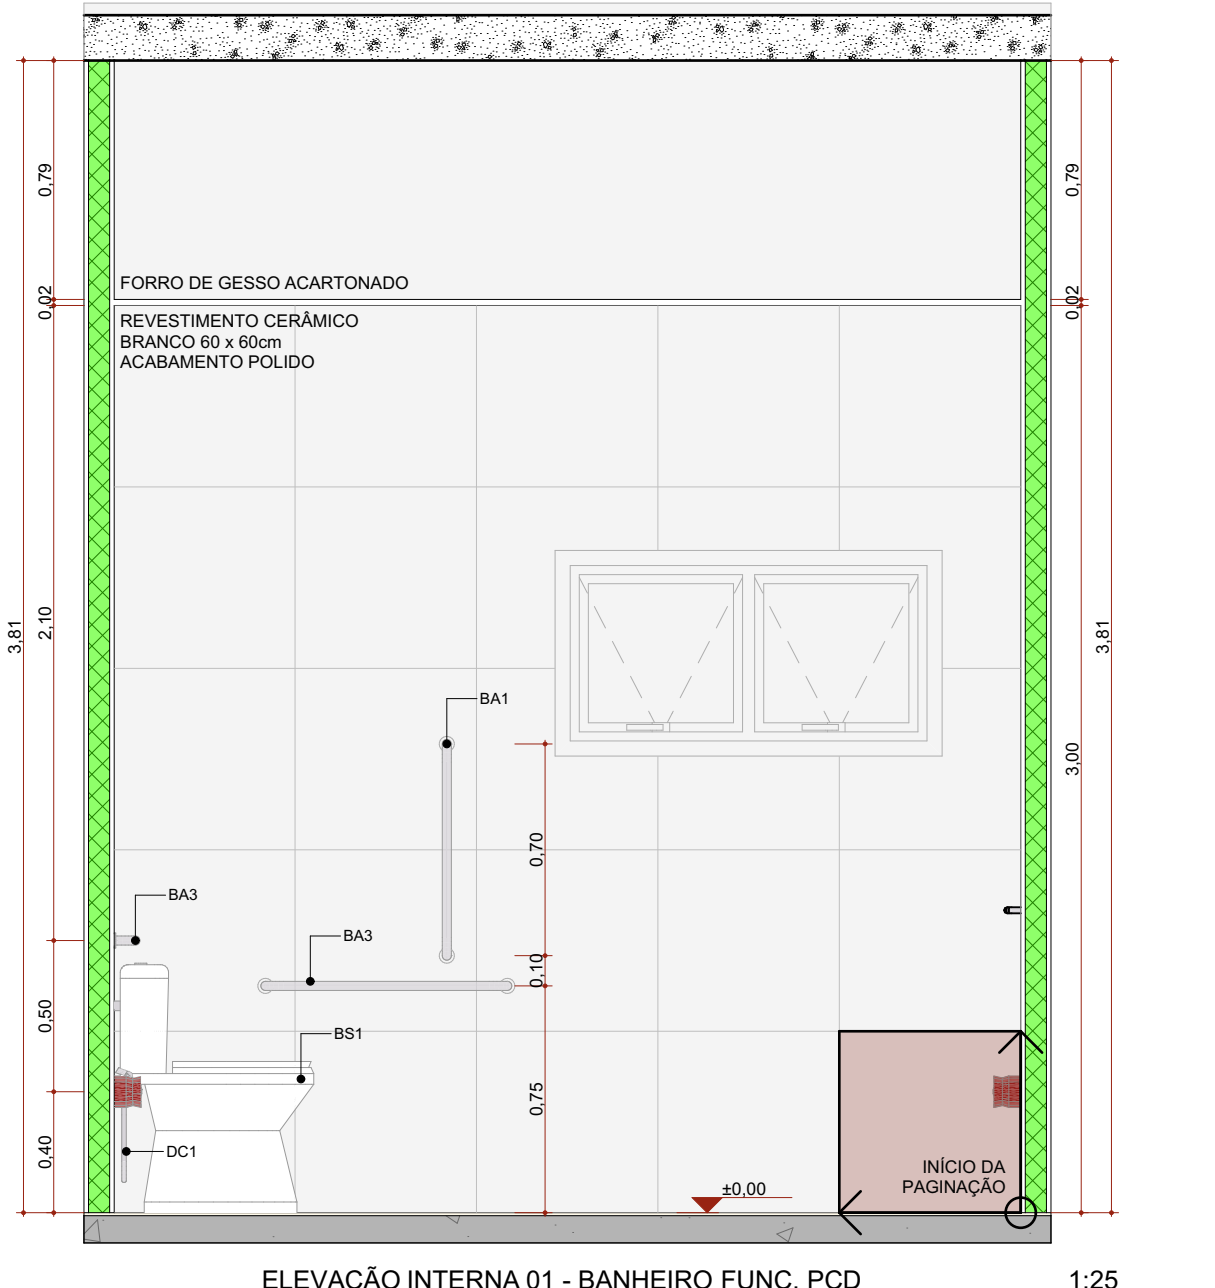 0,79
0,79
FORRO DE GESSO ACARTONADO
0,02
0,02
REVESTIMENTO CERÂMICO
BRANCO 60 x 60cm
ACABAMENTO POLIDO
3,81
2,10
3,81
BA1
3,00
0,70
BA3
BA3
0,10
0,50
BS1
0,75
0,40
DC1
INÍCIO DA
PAGINAÇÃO
±0,00
ELEVAÇÃO INTERNA 01 - BANHEIRO FUNC. PCD
1:25